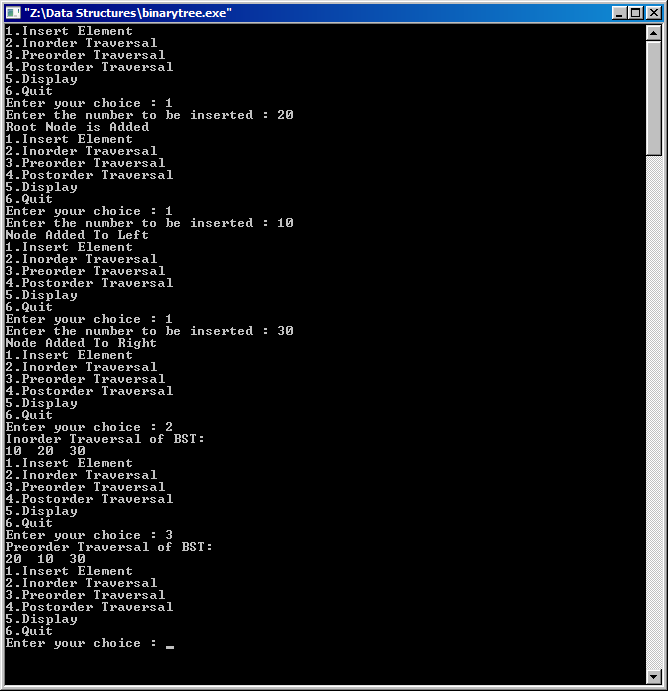 "Z:\Data Structures\binarytree.exe"
1.Insert Element
2.Inorder Traversal
3.Preorder Traversal
4.Postorder Traversal
5.Display
6.Quit
Enter your choice : 1
Enter the number to be inserted : 20
Root Node is Added
1.Insert Element
2.Inorder Traversal
3.Preorder Traversal
4.Postorder Traversal
5.Display
6.Quit
Enter your choice : 1
Enter the number to be inserted : 10
Node Added To Left
1.Insert Element
2.Inorder Traversal
3.Preorder Traversal
4.Postorder Traversal
5.Display
6.Quit
Enter your choice : 1
Enter the number to be inserted : 30
Node Added To Right
1.Insert Element
2.Inorder Traversal
3.Preorder Traversal
4.Postorder Traversal
5.Display
6.Quit
Enter your choice : 2
Inorder Traversal of BST:
10  20  30
1.Insert Element
2.Inorder Traversal
3.Preorder Traversal
4.Postorder Traversal
5.Display
6.Quit
Enter your choice : 3
Preorder Traversal of BST:
20  10  30
1.Insert Element
2.Inorder Traversal
3.Preorder Traversal
4.Postorder Traversal
5.Display
6.Quit
Enter your choice : _